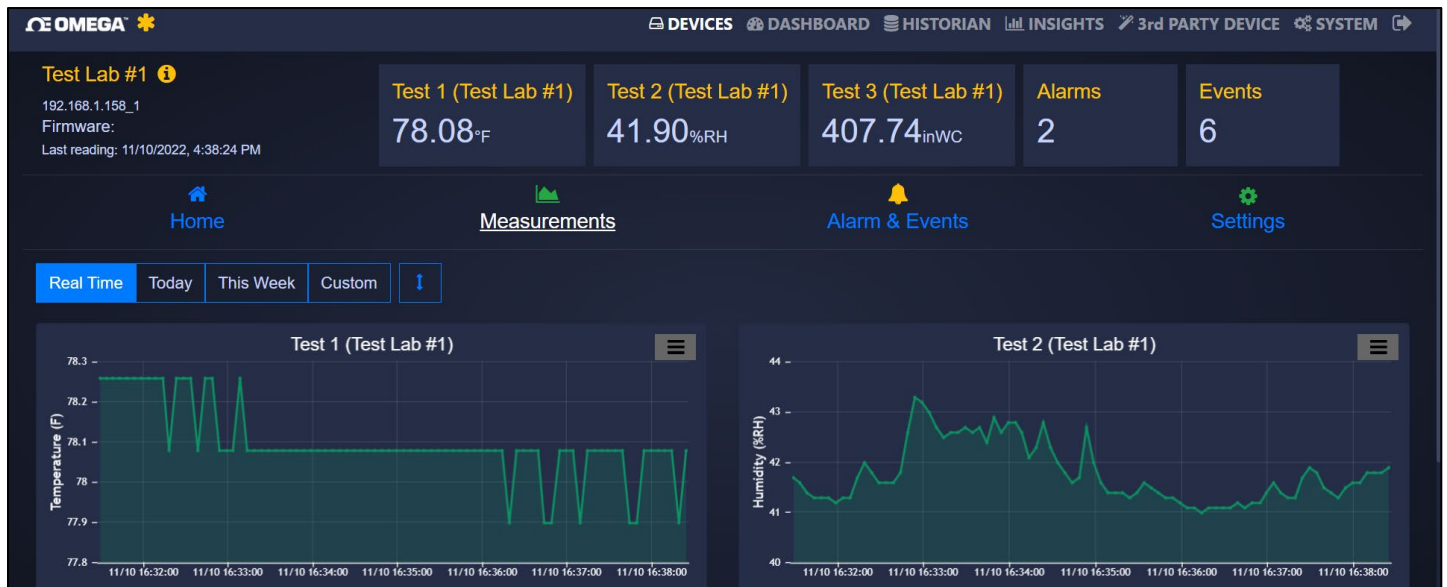 OMEGA™
DEVICES DASHBOARD HISTORIAN INSIGHTS 3rd PARTY DEVICE SYSTEM
Test Lab #1
192.168.1.158_1
Firmware:
Last reading: 11/10/2022, 4:38:24 PM
Test 1 (Test Lab #1)
78.08°F
Test 2 (Test Lab #1)
41.90%RH
Test 3 (Test Lab #1)
407.74inWC
Alarms
2
Events
6
Home
Measurements
Alarm & Events
Settings
Real Time Today This Week Custom
Test 1 (Test Lab #1)
Temperature (F)
78.3
78.2
78.1
78
77.9
77.8
11/10 16:32:00 11/10 16:33:00 11/10 16:34:00 11/10 16:35:00 11/10 16:36:00 11/10 16:37:00 11/10 16:38:00
Test 2 (Test Lab #1)
Humidity (%RH)
44
43
42
41
40
11/10 16:32:00 11/10 16:33:00 11/10 16:34:00 11/10 16:35:00 11/10 16:36:00 11/10 16:37:00 11/10 16:38:00